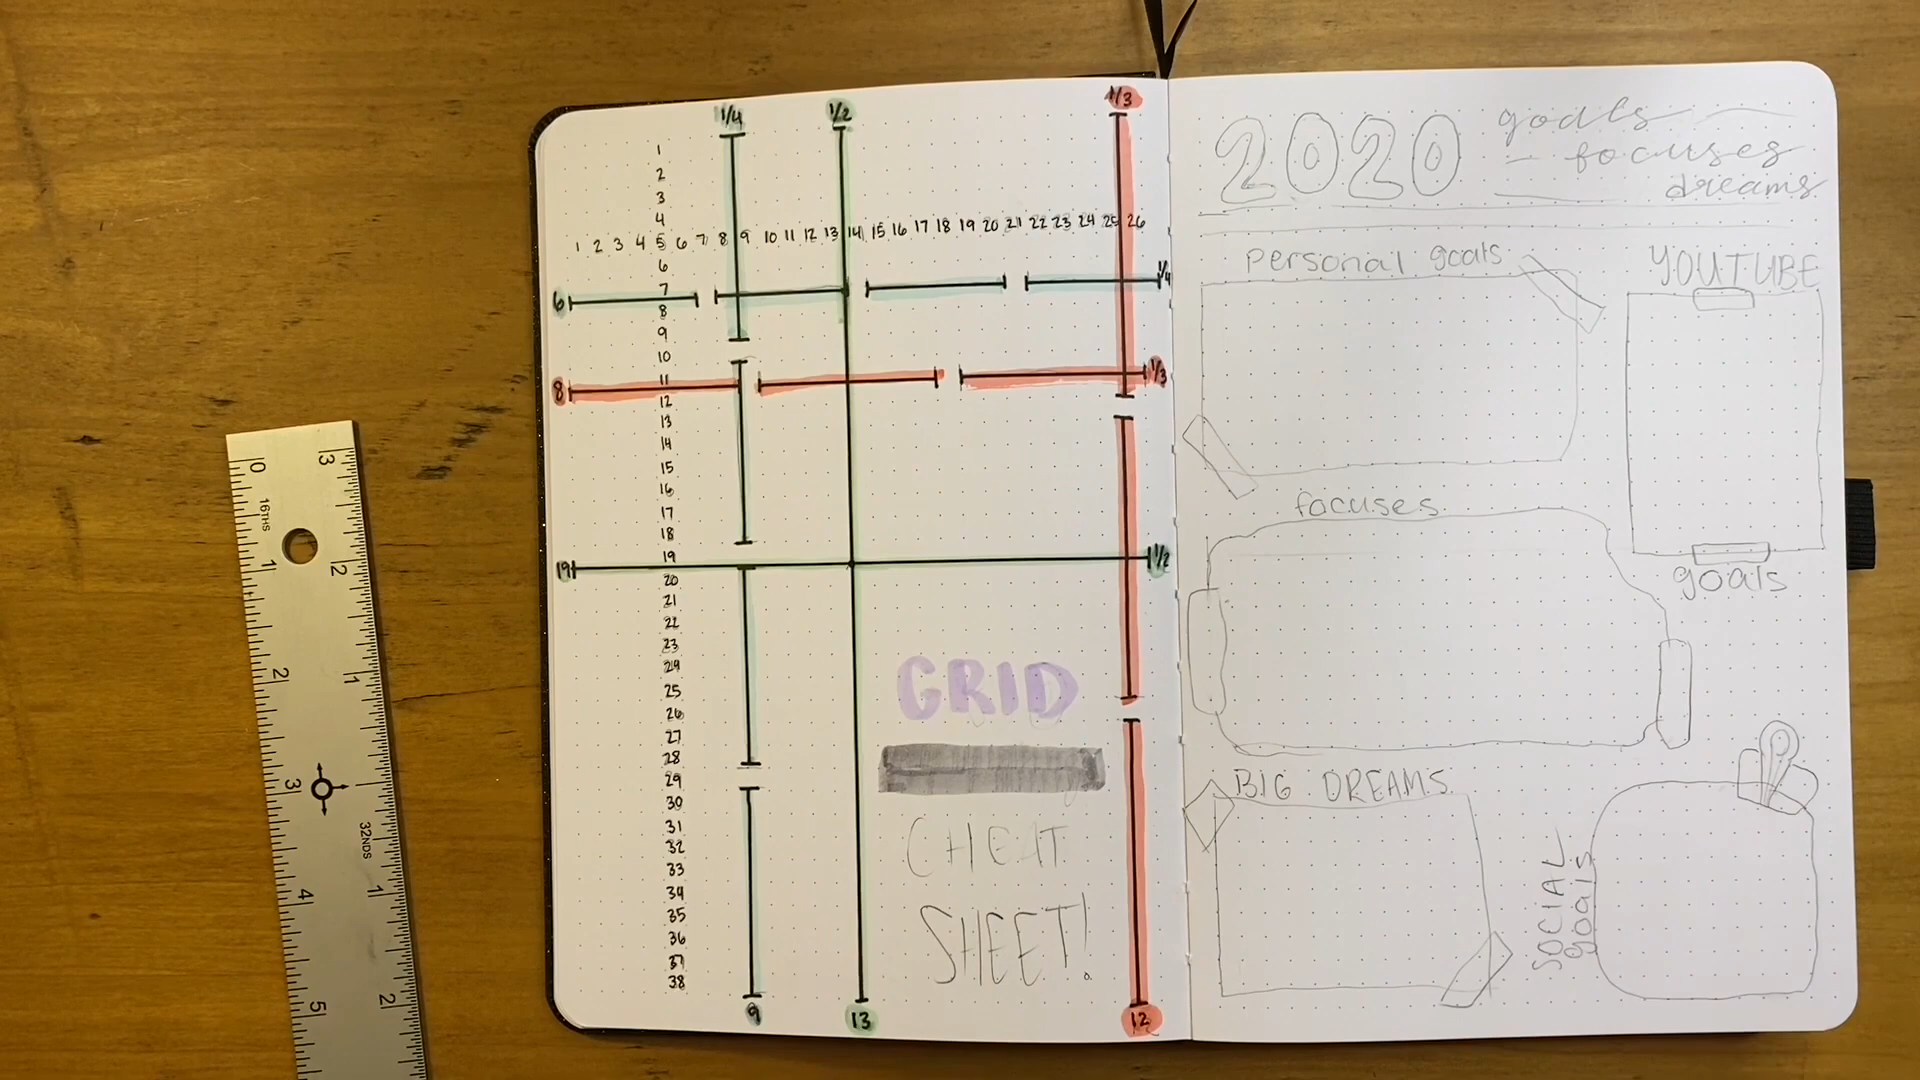 1/4 1/2 1/3
1
2
3
4
1 2 3 4 5 6 7 8 9 10 11 12 13 14 15 16 17 18 19 20 21 22 23 24 25 26
6
1/4
7
6
8
9
10
1/3
11
8
12
13
14
15
16
17
18
19
1/2
19
20
21
22
23
24
25
26
27
28
29
30
31
32
33
34
35
36
37
38
9 13 12
GRID
CHEAT
SHEET!
2020 goals
focuses
dreams
Personal goals
YOUTUBE
goals
focuses
BIG DREAMS
SOCIAL
goals
0 3
16THS
1 2
2 1
3
32NDS
4 1
5 2